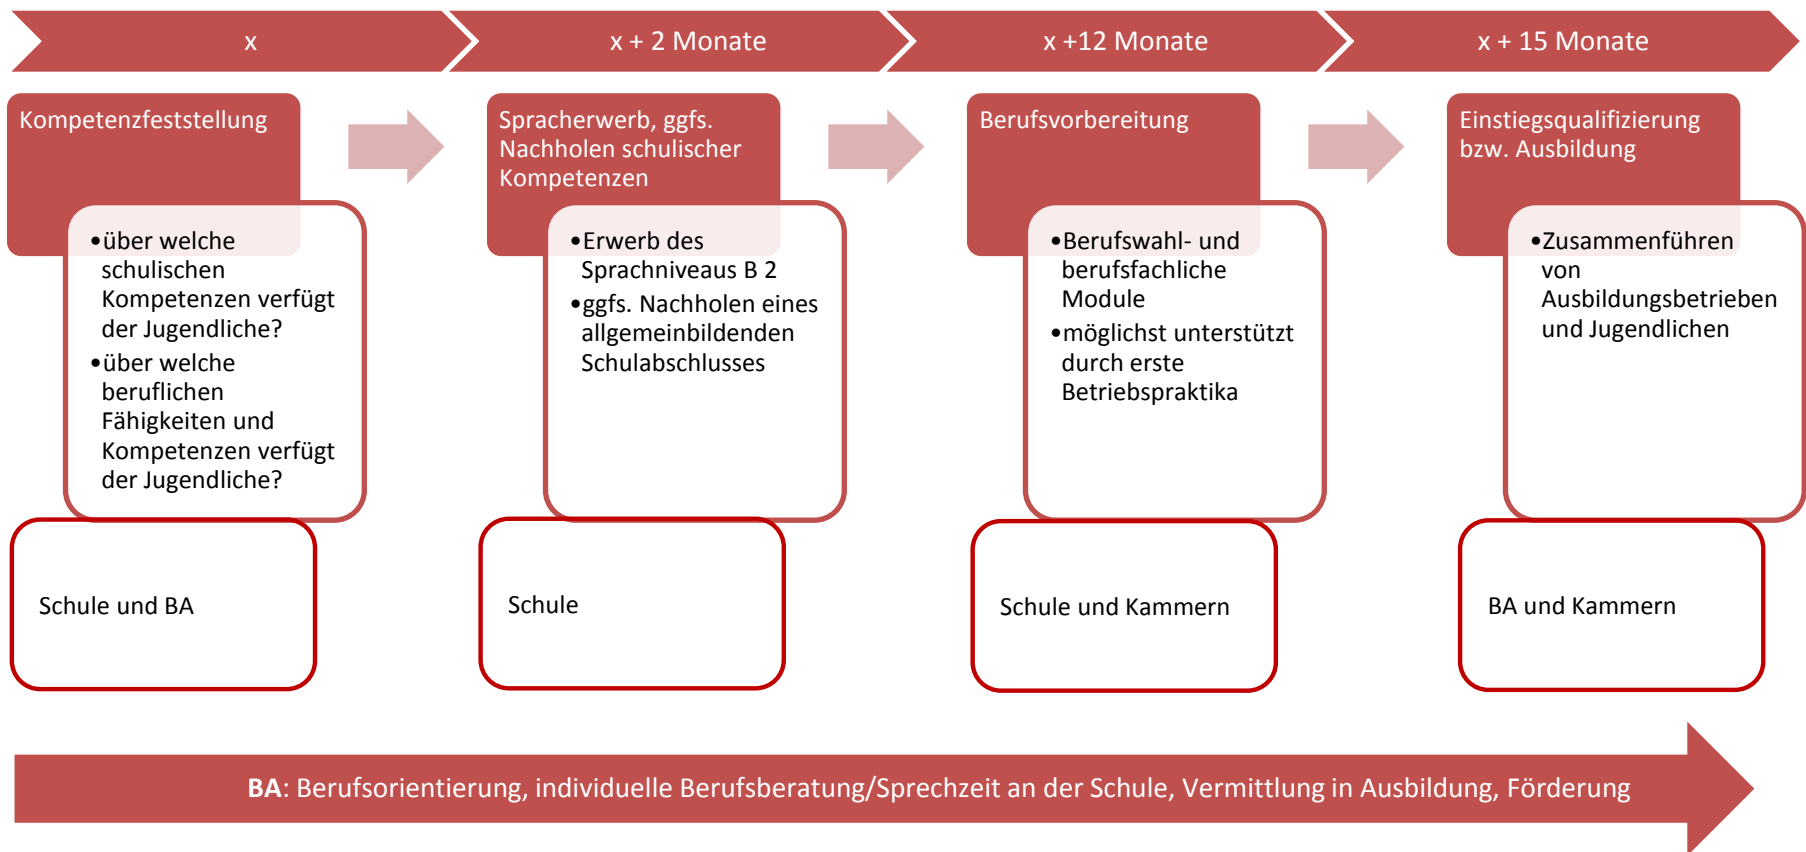 x
x + 2 Monate
x +12 Monate
x + 15 Monate
Kompetenzfeststellung
•über welche
schulischen
Kompetenzen verfügt
der Jugendliche?
•über welche
beruflichen
Fähigkeiten und
Kompetenzen verfügt
der Jugendliche?
Spracherwerb, ggfs.
Nachholen schulischer
Kompetenzen
•Erwerb des
Sprachniveaus B 2
•ggfs. Nachholen eines
allgemeinbildenden
Schulabschlusses
Berufsvorbereitung
•Berufswahl- und
berufsfachliche
Module
•möglichst unterstützt
durch erste
Betriebspraktika
Einstiegsqualifizierung
bzw. Ausbildung
•Zusammenführen
von
Ausbildungsbetrieben
und Jugendlichen
Schule und BA
Schule
Schule und Kammern
BA und Kammern
BA: Berufsorientierung, individuelle Berufsberatung/Sprechzeit an der Schule, Vermittlung in Ausbildung, Förderung